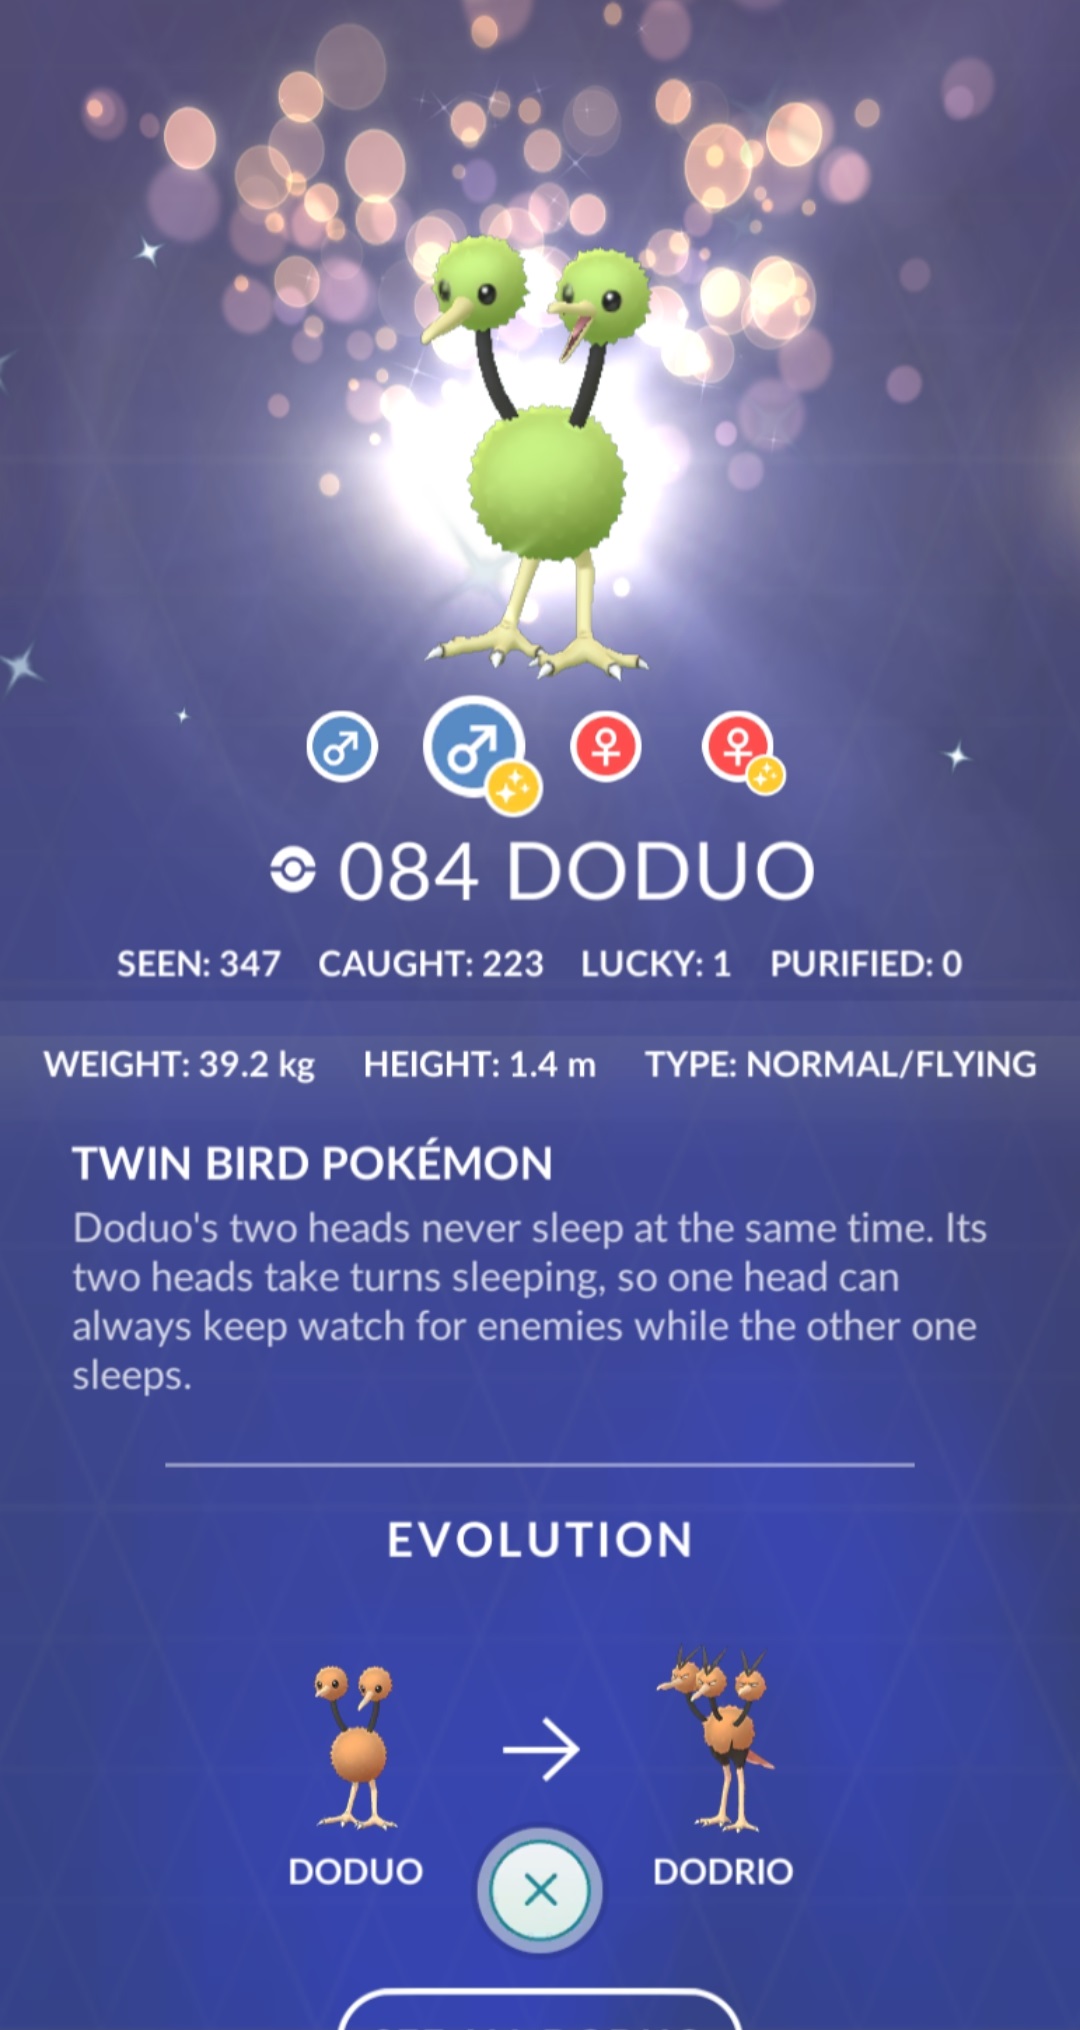 084 DODUO
SEEN: 347 CAUGHT: 223 LUCKY: 1 PURIFIED: 0
WEIGHT: 39.2 kg HEIGHT: 1.4 m TYPE: NORMAL/FLYING
TWIN BIRD POKÉMON
Doduo's two heads never sleep at the same time. Its
two heads take turns sleeping, so one head can
always keep watch for enemies while the other one
sleeps.
EVOLUTION
DODUO DODRIO